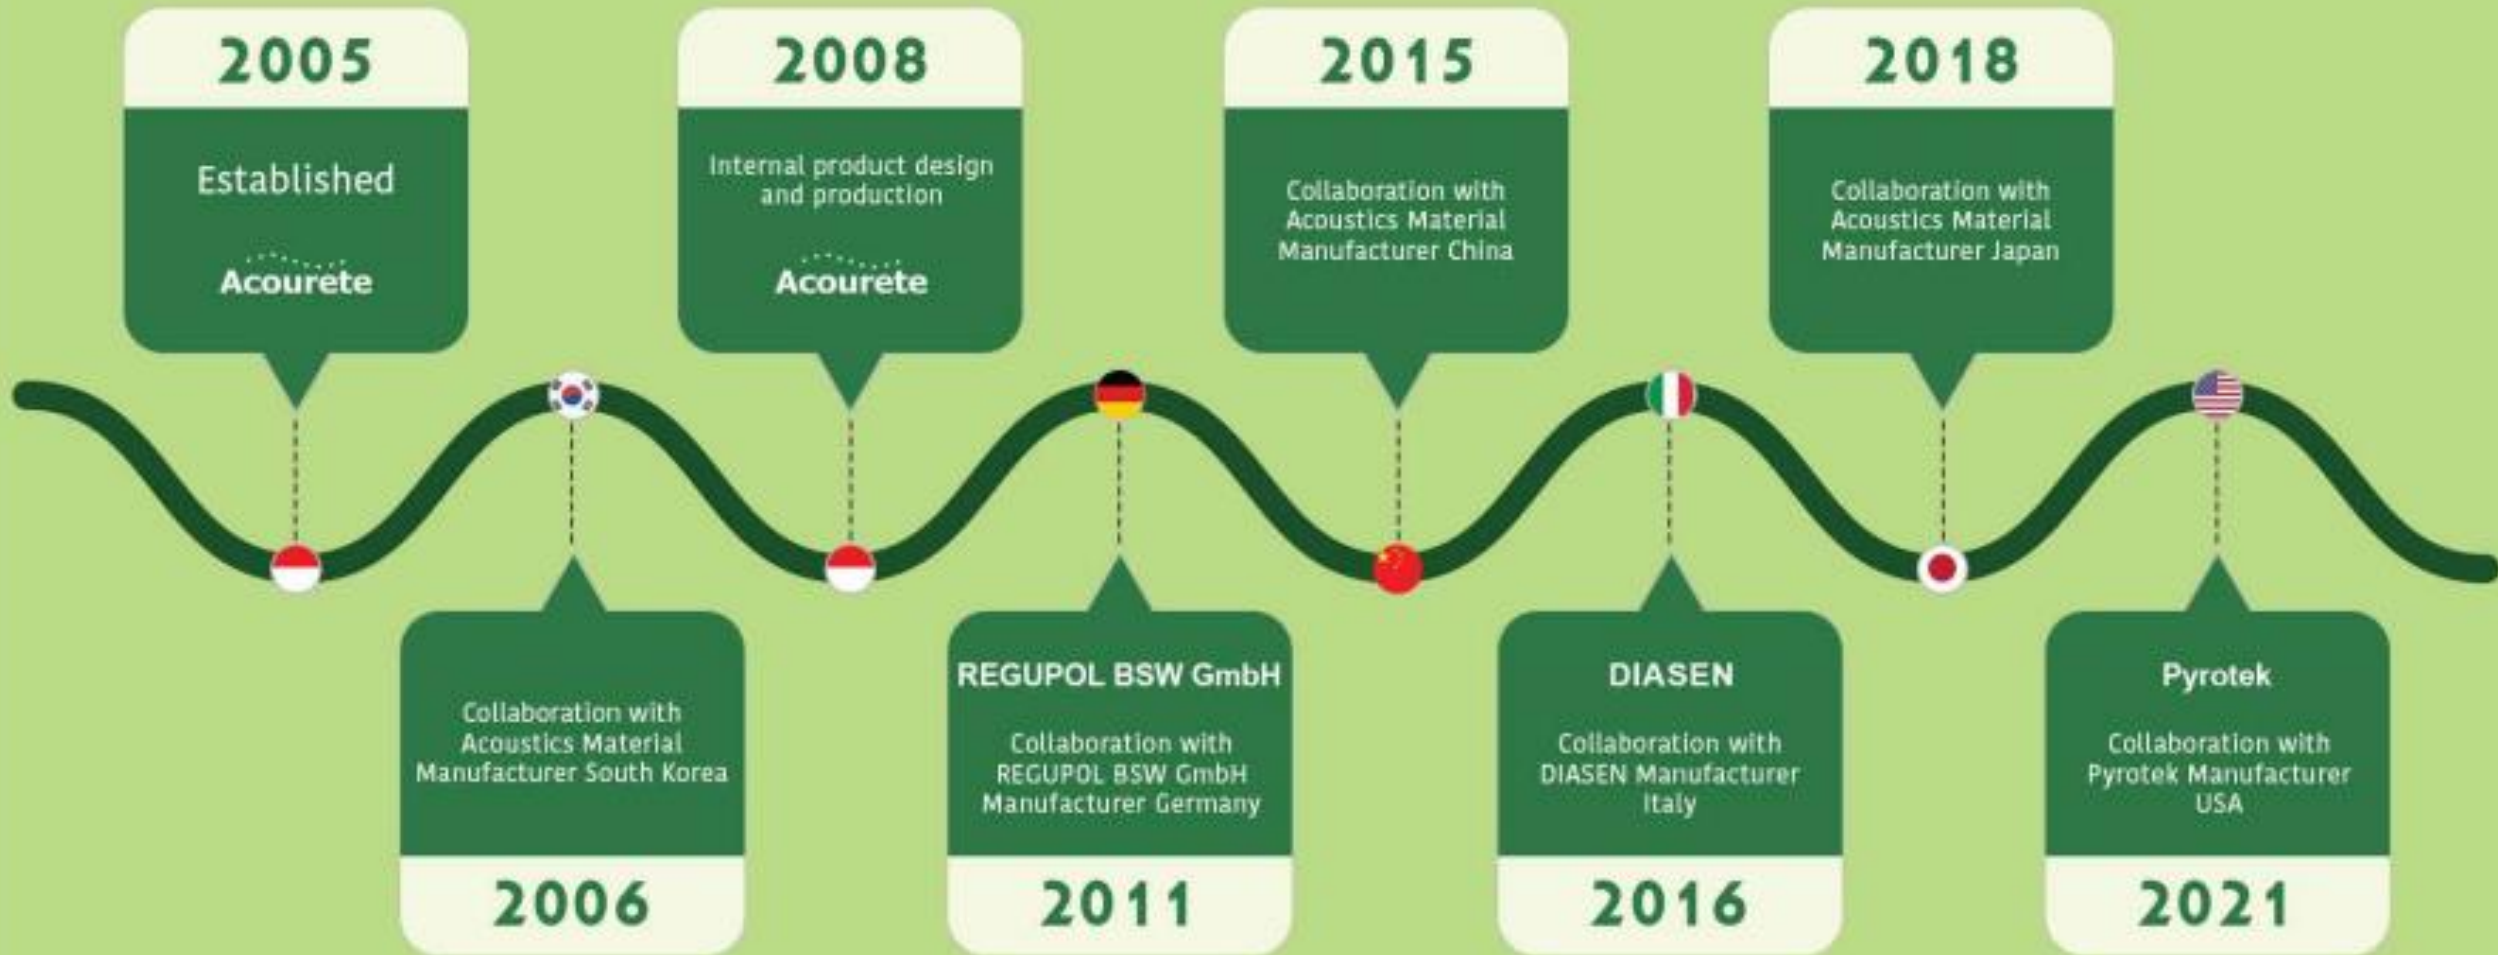 2005
Established
Acourete
2006
Collaboration with
Acoustics Material
Manufacturer South Korea
2008
Internal product design
and production
Acourete
2011
REGUPOL BSW GmbH
Collaboration with
REGUPOL BSW GmbH
Manufacturer Germany
2015
Collaboration with
Acoustics Material
Manufacturer China
2016
DIASEN
Collaboration with
DIASEN Manufacturer
Italy
2018
Collaboration with
Acoustics Material
Manufacturer Japan
2021
Pyrotek
Collaboration with
Pyrotek Manufacturer
USA